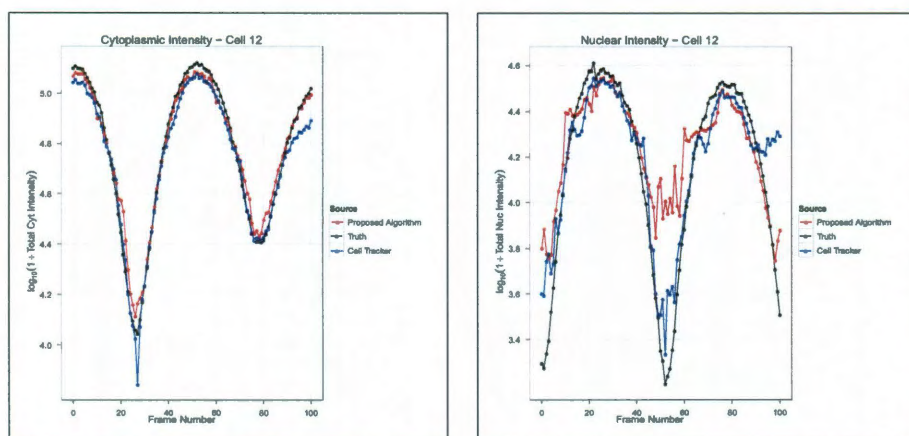 Cytoplasmic Intensity − Cell 12
5.0
4.8
4.6
4.4
4.2
4.0
log10(1+Total Cyt Intensity)
0
20
40
60
80
100
Frame Number
Source
Proposed Algorithm
Truth
Cell Tracker
Nuclear Intensity − Cell 12
4.6
4.4
4.2
4.0
3.8
3.6
3.4
log10(1+Total Nuc Intensity)
0
20
40
60
80
100
Frame Number
Source
Proposed Algorithm
Truth
Cell Tracker